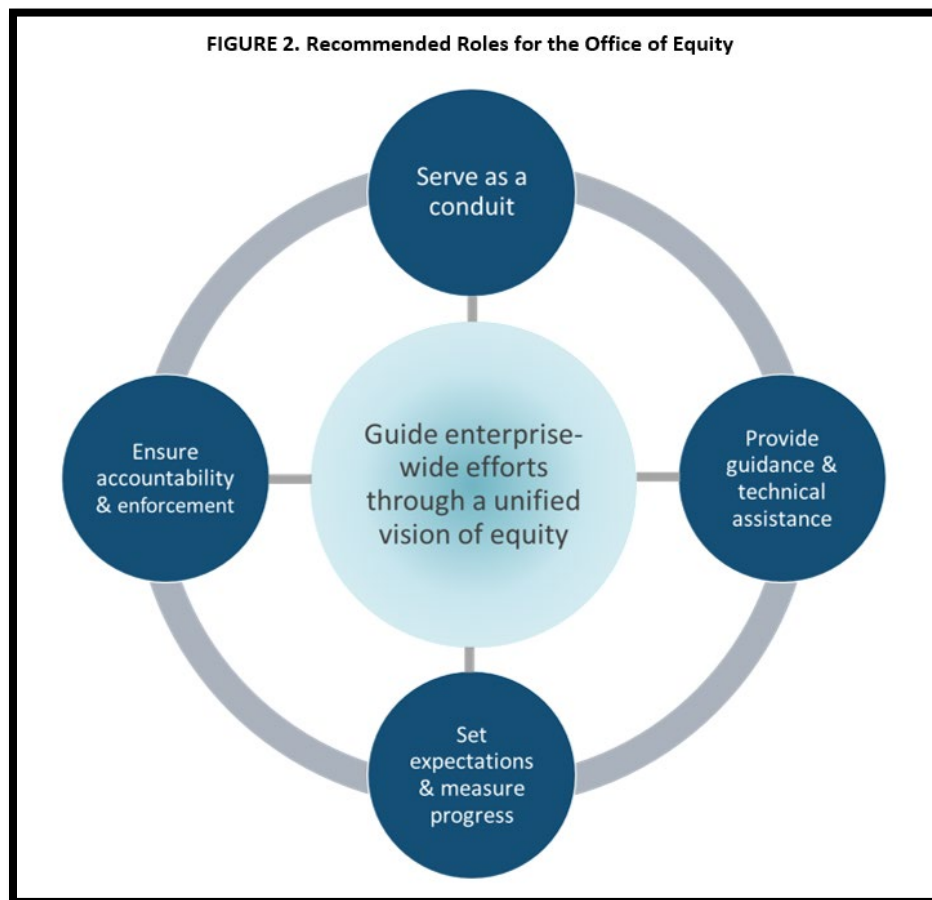 FIGURE 2. Recommended Roles for the Office of Equity
Serve as a
conduit
Guide enterprise-
wide efforts
through a unified
vision of equity
Ensure
accountability
& enforcement
Provide
guidance &
technical
assistance
Set
expectations
& measure
progress